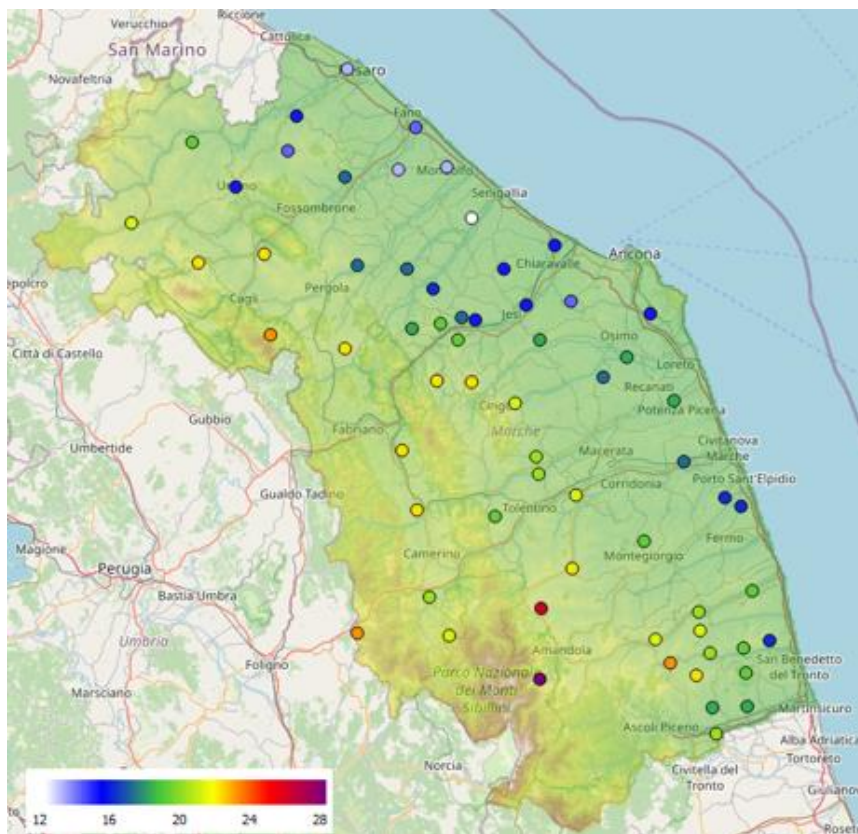 Riccione
Verucchio
Cattolica
San Marino
Novafeltria
Fano
Senigallia
Fossombrone
Ancona
Chiaravalle
Pergola
Cagli
Jesi
Osimo
Città di Castello
Loreto
Recanati
Potenza Picena
Gubbio
Cingoli
Marche
Umbertide
Fabriano
Civitanova
Marche
Macerata
Gualdo Tadino
Corridonia
Porto Sant'Elpidio
Tolentino
Fermo
Magione
Camerino
Montegiorgio
Perugia
Bastia Umbra
Umbria
Amandola
Foligno
San Benedetto
del Tronto
Marsciano
Parco Nazionale
dei Monti
Sibillini
Martinsicuro
Ascoli Piceno
Alba Adriatica
Tortoreto
Norcia
Civitella del
Tronto
12 16 20 24 28